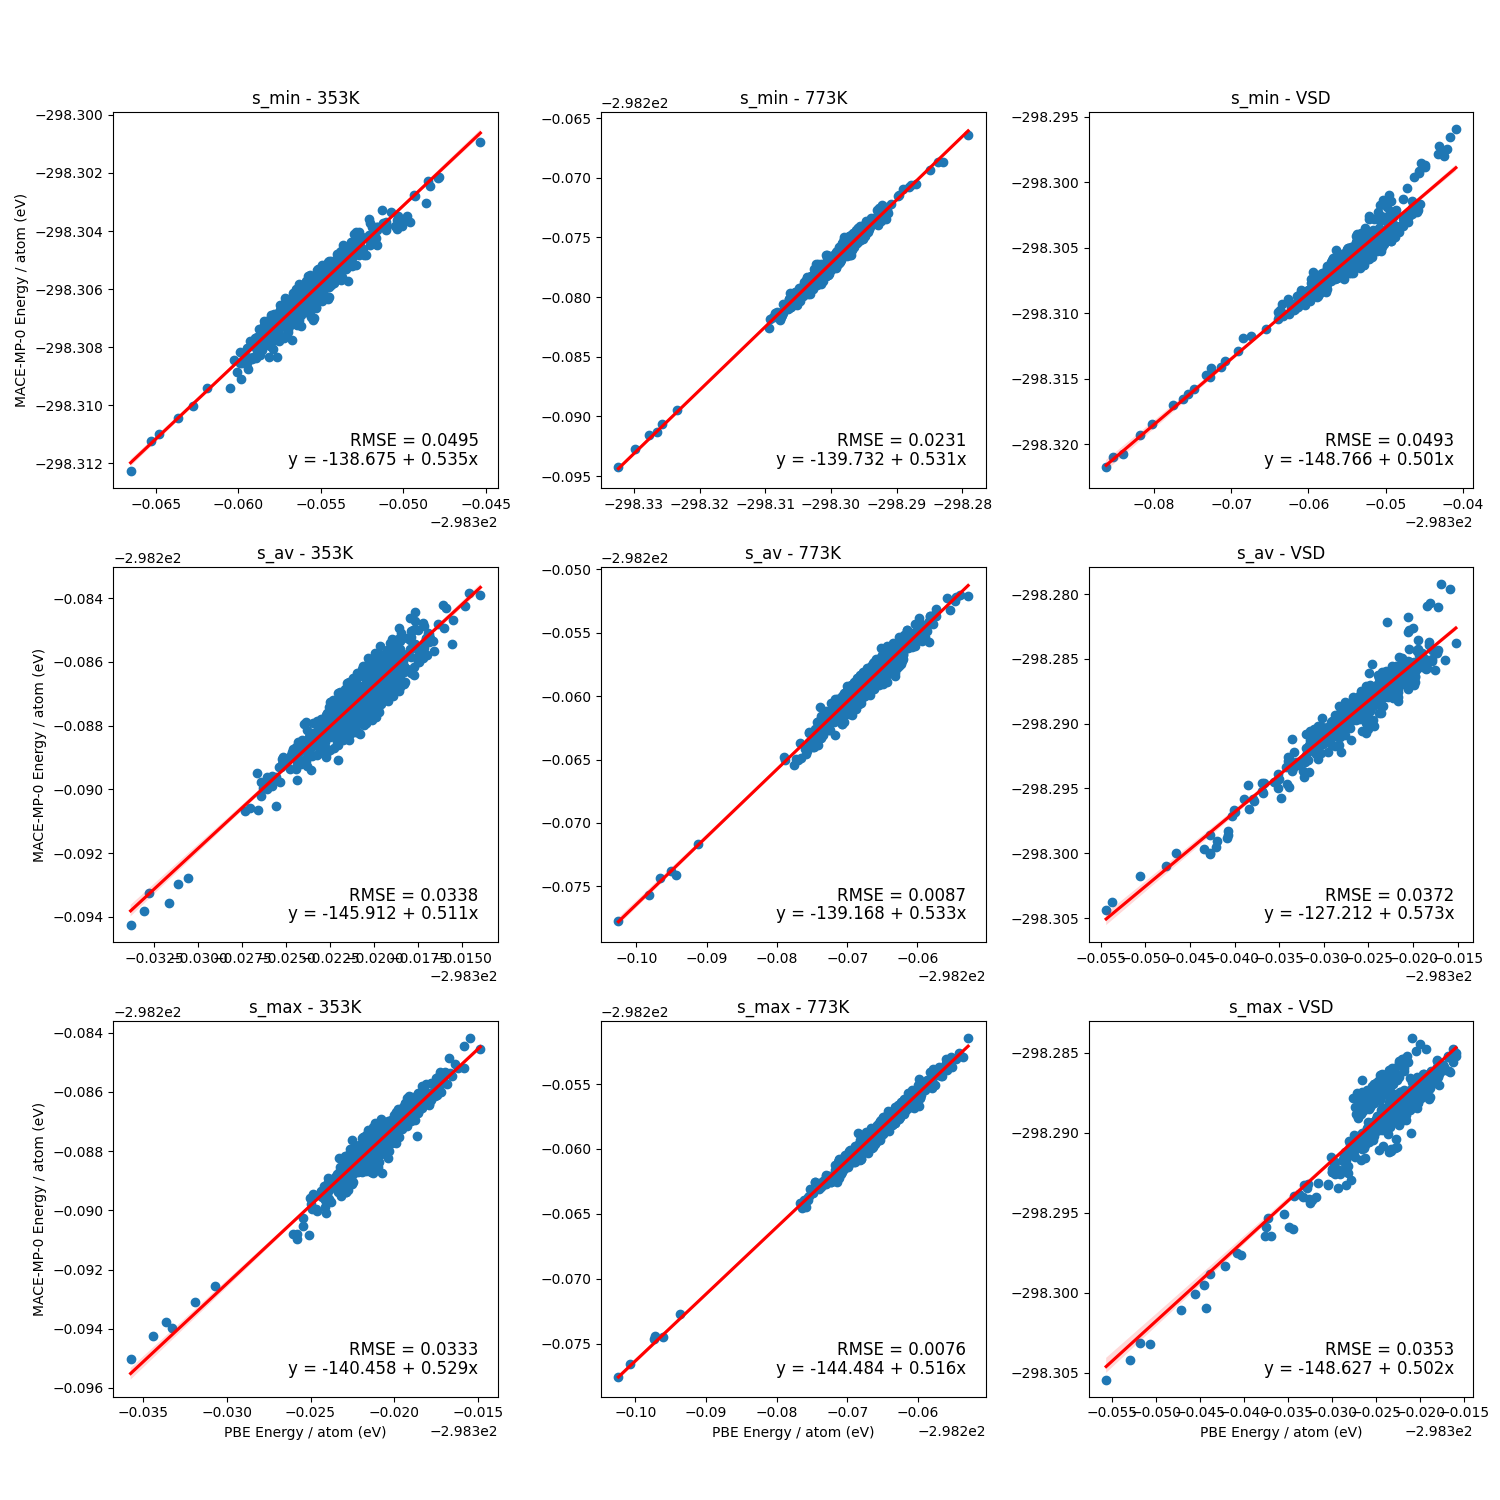 s_min - 353K
−298.300
−298.302
−298.304
−298.306
−298.308
−298.310
−298.312
MACE-MP-0 Energy / atom (eV)
RMSE = 0.0495
y = -138.675 + 0.535x
−0.065 −0.060 −0.055 −0.050 −0.045
−2.983e2
s_min - 773K
−2.982e2
−0.065
−0.070
−0.075
−0.080
−0.085
−0.090
−0.095
RMSE = 0.0231
y = -139.732 + 0.531x
−298.33 −298.32 −298.31 −298.30 −298.29 −298.28
s_min - VSD
−298.295
−298.300
−298.305
−298.310
−298.315
−298.320
RMSE = 0.0493
y = -148.766 + 0.501x
−0.08 −0.07 −0.06 −0.05 −0.04
−2.983e2
s_av - 353K
−2.982e2
−0.084
−0.086
−0.088
−0.090
−0.092
−0.094
MACE-MP-0 Energy / atom (eV)
RMSE = 0.0338
y = -145.912 + 0.511x
−0.0325 −0.0300 −0.0275 −0.0250 −0.0225 −0.0200 −0.0175 −0.0150
−2.983e2
s_av - 773K
−2.982e2
−0.050
−0.055
−0.060
−0.065
−0.070
−0.075
RMSE = 0.0087
y = -139.168 + 0.533x
−0.10 −0.09 −0.08 −0.07 −0.06
−2.982e2
s_av - VSD
−298.280
−298.285
−298.290
−298.295
−298.300
−298.305
RMSE = 0.0372
y = -127.212 + 0.573x
−0.055 −0.050 −0.045 −0.040 −0.035 −0.030 −0.025 −0.020 −0.015
−2.983e2
s_max - 353K
−2.982e2
−0.084
−0.086
−0.088
−0.090
−0.092
−0.094
−0.096
MACE-MP-0 Energy / atom (eV)
RMSE = 0.0333
y = -140.458 + 0.529x
−0.035 −0.030 −0.025 −0.020 −0.015
PBE Energy / atom (eV)
−2.983e2
s_max - 773K
−2.982e2
−0.055
−0.060
−0.065
−0.070
−0.075
RMSE = 0.0076
y = -144.484 + 0.516x
−0.10 −0.09 −0.08 −0.07 −0.06
PBE Energy / atom (eV)
−2.982e2
s_max - VSD
−298.285
−298.290
−298.295
−298.300
−298.305
RMSE = 0.0353
y = -148.627 + 0.502x
−0.055 −0.050 −0.045 −0.040 −0.035 −0.030 −0.025 −0.020 −0.015
PBE Energy / atom (eV)
−2.983e2